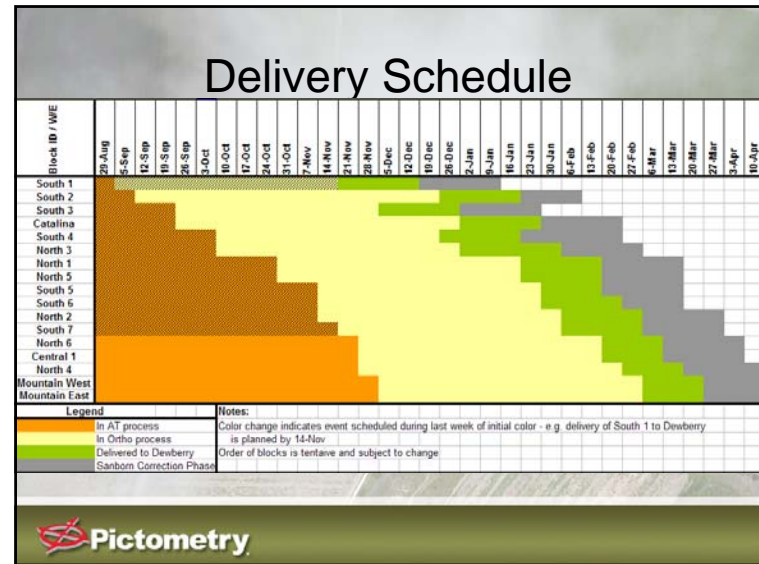 Delivery Schedule
Block ID / W/E
29-Aug
5-Sep
12-Sep
19-Sep
26-Sep
3-Oct
10-Oct
17-Oct
24-Oct
31-Oct
7-Nov
14-Nov
21-Nov
28-Nov
5-Dec
12-Dec
19-Dec
26-Dec
2-Jan
9-Jan
16-Jan
23-Jan
30-Jan
6-Feb
13-Feb
20-Feb
27-Feb
6-Mar
13-Mar
20-Mar
27-Mar
3-Apr
10-Apr
South 1
South 2
South 3
Catalina
South 4
North 3
North 1
North 5
South 5
South 6
North 2
South 7
North 6
Central 1
North 4
Mountain West
Mountain East
Legend
In AT process
In Ortho process
Delivered to Dewberry
Sanborn Correction Phase
Notes:
Color change indicates event scheduled during last week of initial color - e.g. delivery of South 1 to Dewberry
is planned by 14-Nov
Order of blocks is tentaive and subject to change
Pictometry